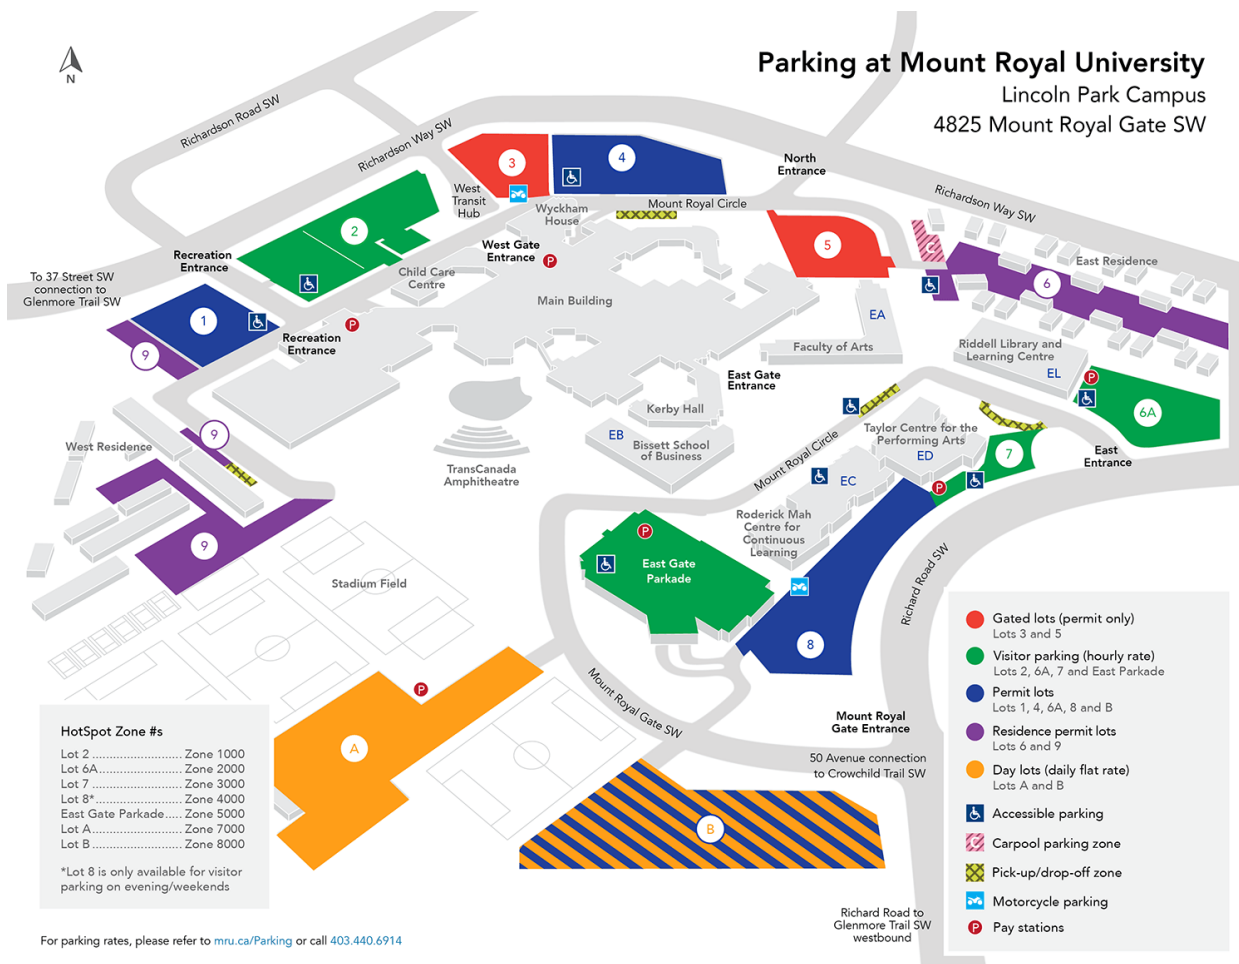 Parking at Mount Royal University
Lincoln Park Campus
4825 Mount Royal Gate SW
N
Richardson Road SW
Richardson Way SW
3
4
West
Transit
Hub
Wyckham
House
Mount Royal Circle
North
Entrance
Richardson Way SW
2
West Gate
Entrance
P
5
C
East Residence
Recreation
Entrance
To 37 Street SW
connection to
Glenmore Trail SW
Child Care
Centre
Main Building
6
1
9
Recreation
Entrance
P
EA
Faculty of Arts
Riddell Library and
Learning Centre
EL
P
East Gate
Entrance
6A
Kerby Hall
EB
Bissett School
of Business
TransCanada
Amphitheatre
West Residence
9
Mount Royal Circle
Taylor Centre for the
Performing Arts
ED
7
East
Entrance
EC
P
Roderick Mah
Centre for
Continuous
Learning
P
East Gate
Parkade
9
Stadium Field
Richard Road SW
8
P
A
Mount Royal Gate SW
Mount Royal
Gate Entrance
50 Avenue connection
to Crowchild Trail SW
B
Richard Road to
Glenmore Trail SW
westbound
Gated lots (permit only)
Lots 3 and 5
Visitor parking (hourly rate)
Lots 2, 6A, 7 and East Parkade
Permit lots
Lots 1, 4, 6A, 8 and B
Residence permit lots
Lots 6 and 9
Day lots (daily flat rate)
Lots A and B
Accessible parking
C Carpool parking zone
Pick-up/drop-off zone
Motorcycle parking
P Pay stations
HotSpot Zone #s
Lot 2 ........................ Zone 1000
Lot 6A....................... Zone 2000
Lot 7 ........................ Zone 3000
Lot 8*........................ Zone 4000
East Gate Parkade..... Zone 5000
Lot A ........................ Zone 7000
Lot B ........................ Zone 8000
*Lot 8 is only available for visitor
parking on evening/weekends
For parking rates, please refer to mru.ca/Parking or call 403.440.6914